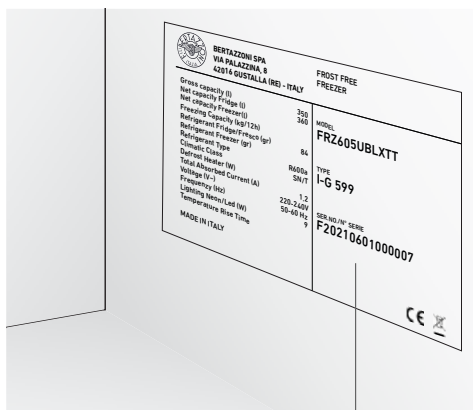 BERTAZZONI
BERTAZZONI SPA
VIA PALAZZINA, 8
42016 GUSTALLA (RE) - ITALY
Gross capacity (l)
Net capacity Fridge (l)
Net capacity Freezer(l)
Freezing Capacity (kg/12h)
Refrigerant Fridge/Fresco (gr)
Refrigerant Freezer (gr)
Refrigerant Type
Climatic Class
Defrost Heater (W)
Total Absorbed Current (A)
Voltage (V~)
Frequency (Hz)
Lighting Neon/Led (W)
Temperature Rise Time
MADE IN ITALY
350
360
84
R600a
SN/T
1.2
220-240V
50-60 Hz
9
FROST FREE
FREEZER
MODEL
FRZ605UBLXTT
TYPE
I-G 599
SER.NO./N° SERIE
F20210601000007
CE